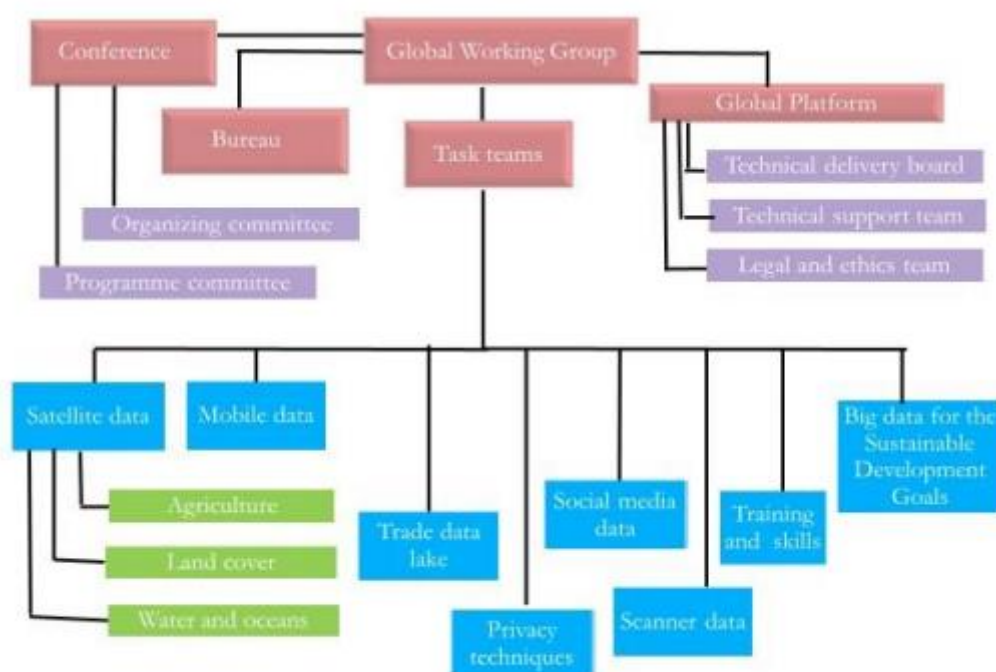 Conference
Global Working Group
Global Platform
Bureau
Task teams
Technical delivery board
Organizing committee
Technical support team
Programme committee
Legal and ethics team
Satellite data
Mobile data
Big data for the
Sustainable
Development
Goals
Agriculture
Land cover
Water and oceans
Trade data
lake
Privacy
techniques
Social media
data
Scanner data
Training
and skills